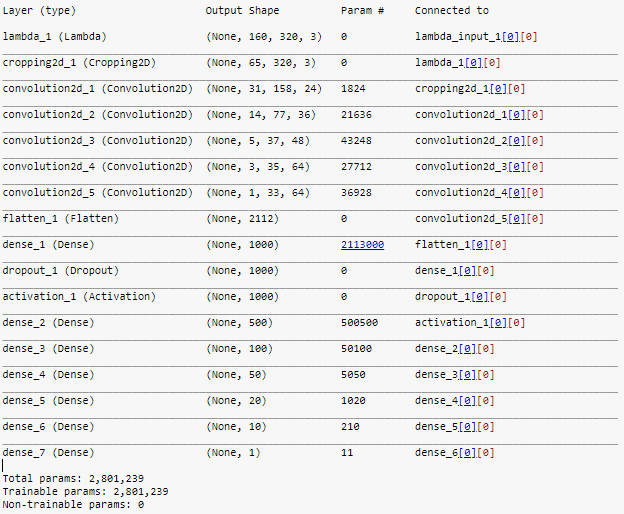 Layer (type) Output Shape Param # Connected to
lambda_1 (Lambda) (None, 160, 320, 3) 0 lambda_input_1[0][0]
cropping2d_1 (Cropping2D) (None, 65, 320, 3) 0 lambda_1[0][0]
convolution2d_1 (Convolution2D) (None, 31, 158, 24) 1824 cropping2d_1[0][0]
convolution2d_2 (Convolution2D) (None, 14, 77, 36) 21636 convolution2d_1[0][0]
convolution2d_3 (Convolution2D) (None, 5, 37, 48) 43248 convolution2d_2[0][0]
convolution2d_4 (Convolution2D) (None, 3, 35, 64) 27712 convolution2d_3[0][0]
convolution2d_5 (Convolution2D) (None, 1, 33, 64) 36928 convolution2d_4[0][0]
flatten_1 (Flatten) (None, 2112) 0 convolution2d_5[0][0]
dense_1 (Dense) (None, 1000) 2113000 flatten_1[0][0]
dropout_1 (Dropout) (None, 1000) 0 dense_1[0][0]
activation_1 (Activation) (None, 1000) 0 dropout_1[0][0]
dense_2 (Dense) (None, 500) 500500 activation_1[0][0]
dense_3 (Dense) (None, 100) 50100 dense_2[0][0]
dense_4 (Dense) (None, 50) 5050 dense_3[0][0]
dense_5 (Dense) (None, 20) 1020 dense_4[0][0]
dense_6 (Dense) (None, 10) 210 dense_5[0][0]
dense_7 (Dense) (None, 1) 11 dense_6[0][0]
Total params: 2,801,239
Trainable params: 2,801,239
Non-trainable params: 0